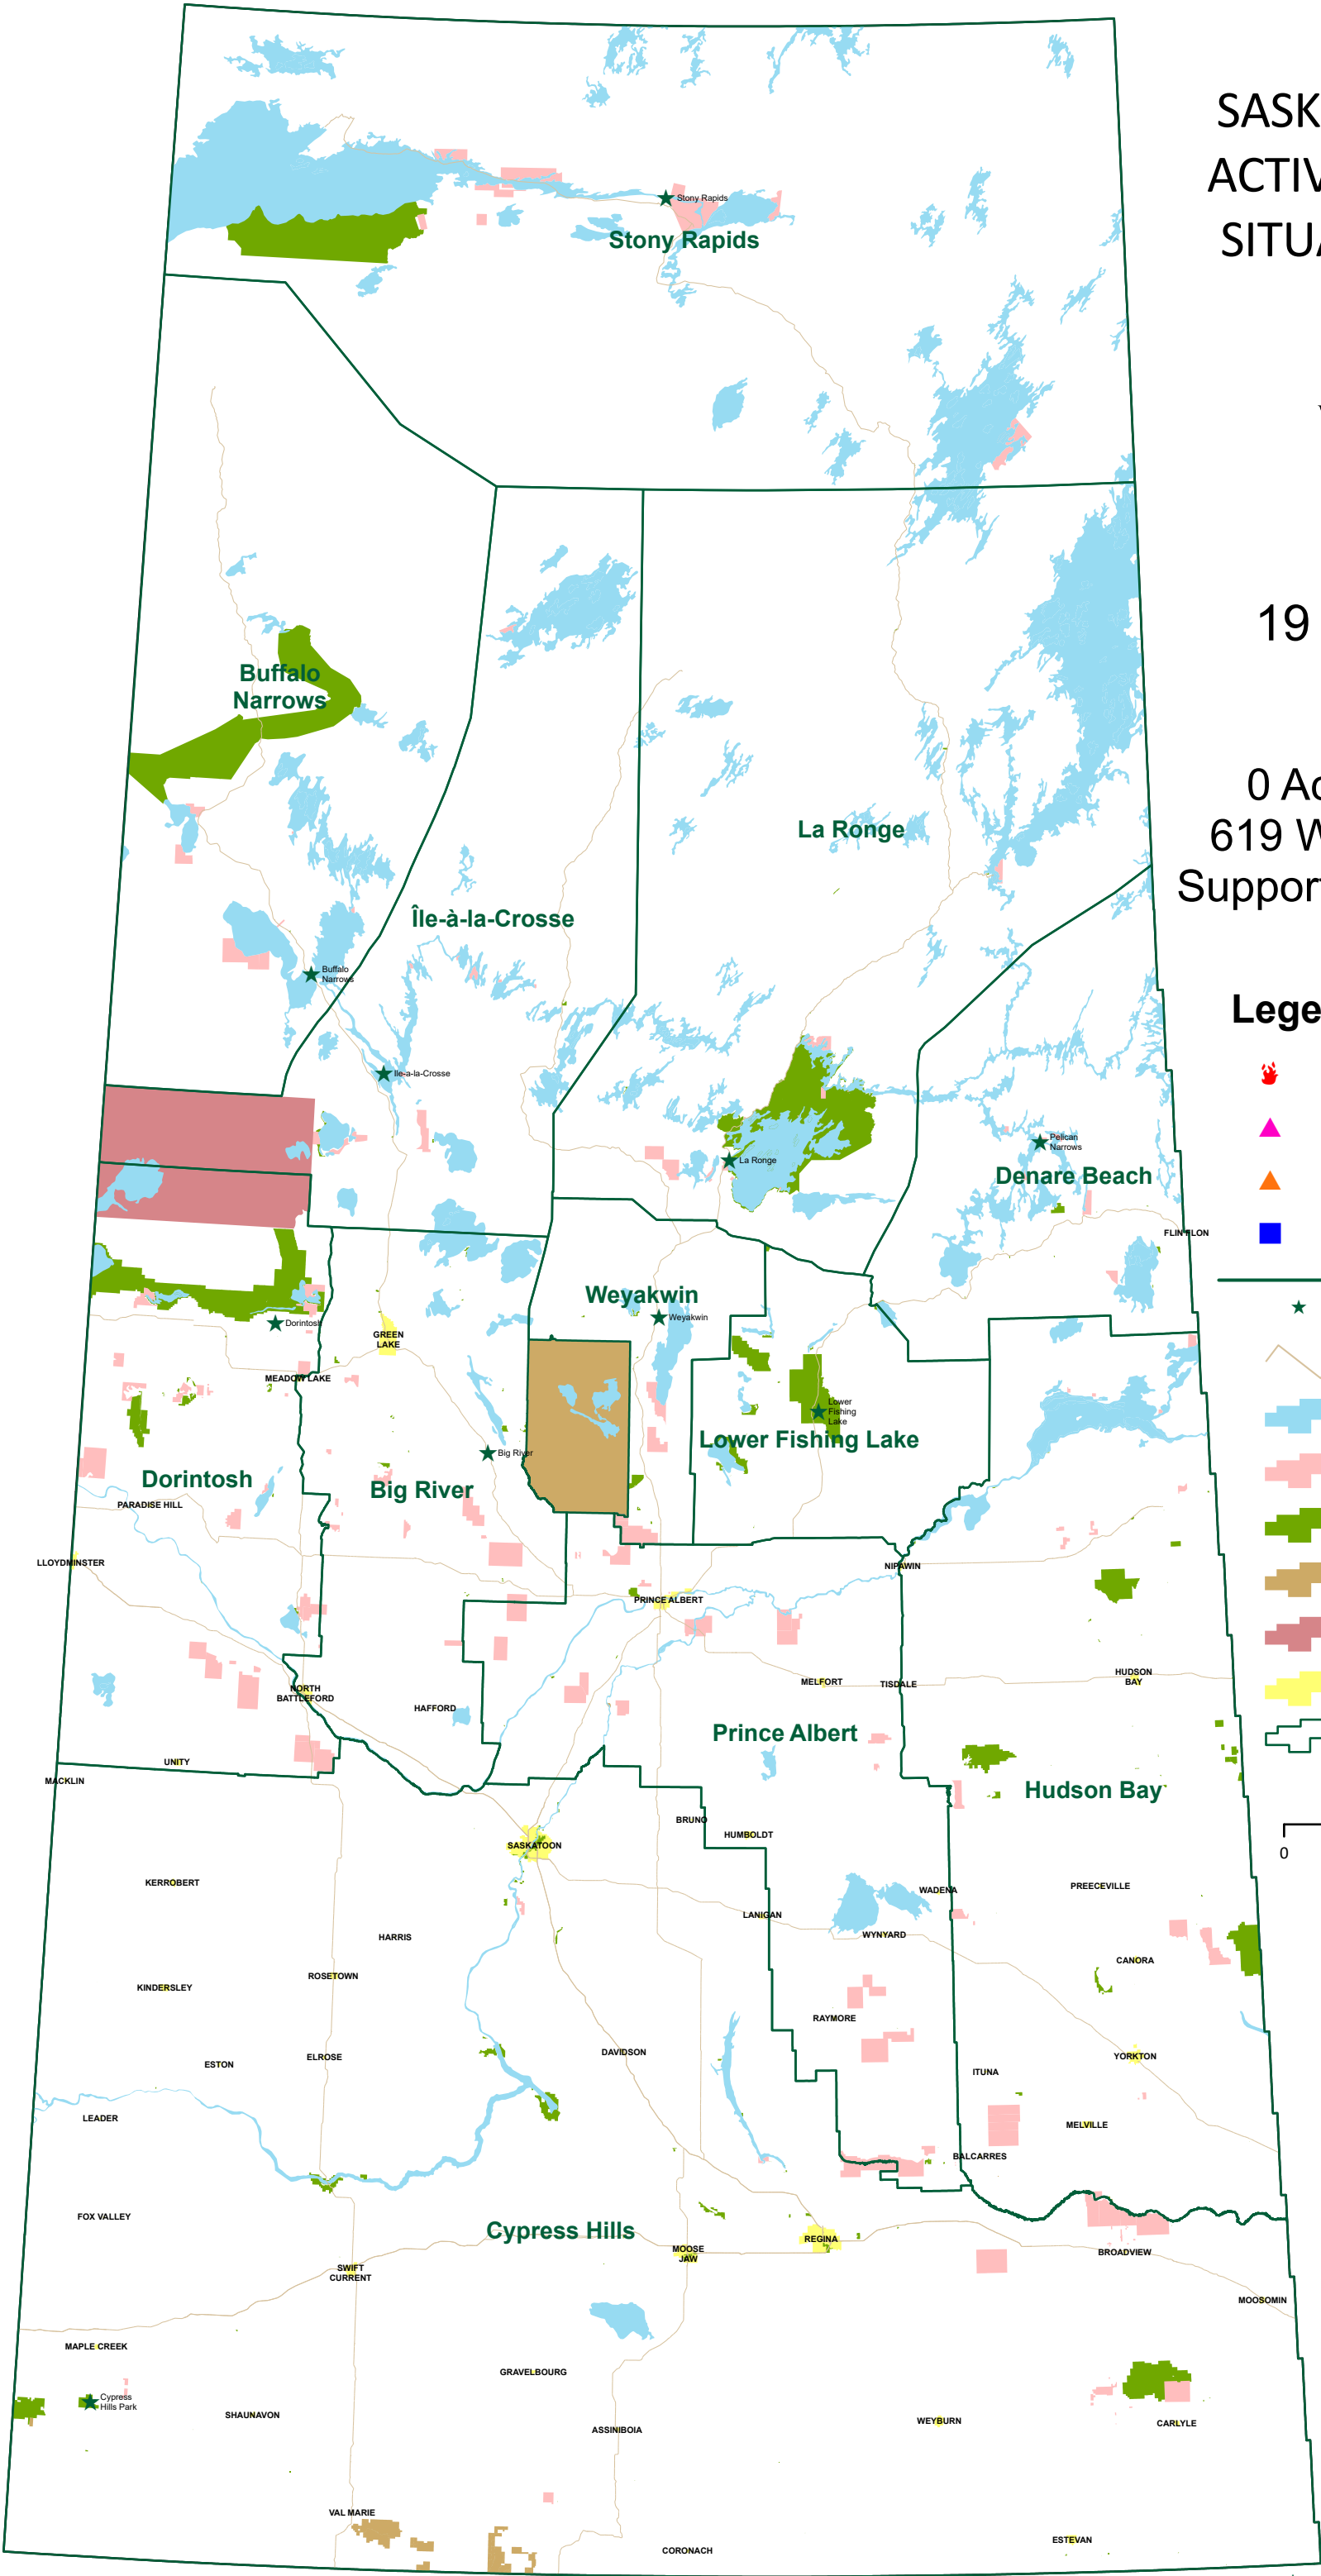 SASK
ACTIV
SITUA
Stony Rapids
Stony Rapids
19
Buffalo
Narrows
0 Ac
619 W
Support
La Ronge
Île-à-la-Crosse
Buffalo
Narrows
Lege
Ile-a-la-Crosse
Pelican
Narrows
La Ronge
Denare Beach
FLIN FLON
Weyakwin
Weyakwin
Dorintosh
GREEN
LAKE
MEADOW LAKE
Lower
Fishing
Lake
Lower Fishing Lake
Big River
Dorintosh
Big River
PARADISE HILL
LLOYDMINSTER
NIPAWIN
PRINCE ALBERT
HUDSON
BAY
MELFORT
TISDALE
NORTH
BATTLEFORD
HAFFORD
Prince Albert
UNITY
MACKLIN
Hudson Bay
BRUNO
HUMBOLDT
SASKATOON
0
KERROBERT
PREECEVILLE
WADENA
LANIGAN
WYNYARD
HARRIS
CANORA
ROSETOWN
KINDERSLEY
RAYMORE
DAVIDSON
ELROSE
YORKTON
ESTON
ITUNA
LEADER
MELVILLE
BALCARRES
FOX VALLEY
Cypress Hills
REGINA
MOOSE
JAW
BROADVIEW
SWIFT
CURRENT
MOOSOMIN
MAPLE CREEK
GRAVELBOURG
Cypress
Hills Park
SHAUNAVON
WEYBURN
CARLYLE
ASSINIBOIA
VAL MARIE
ESTEVAN
CORONACH